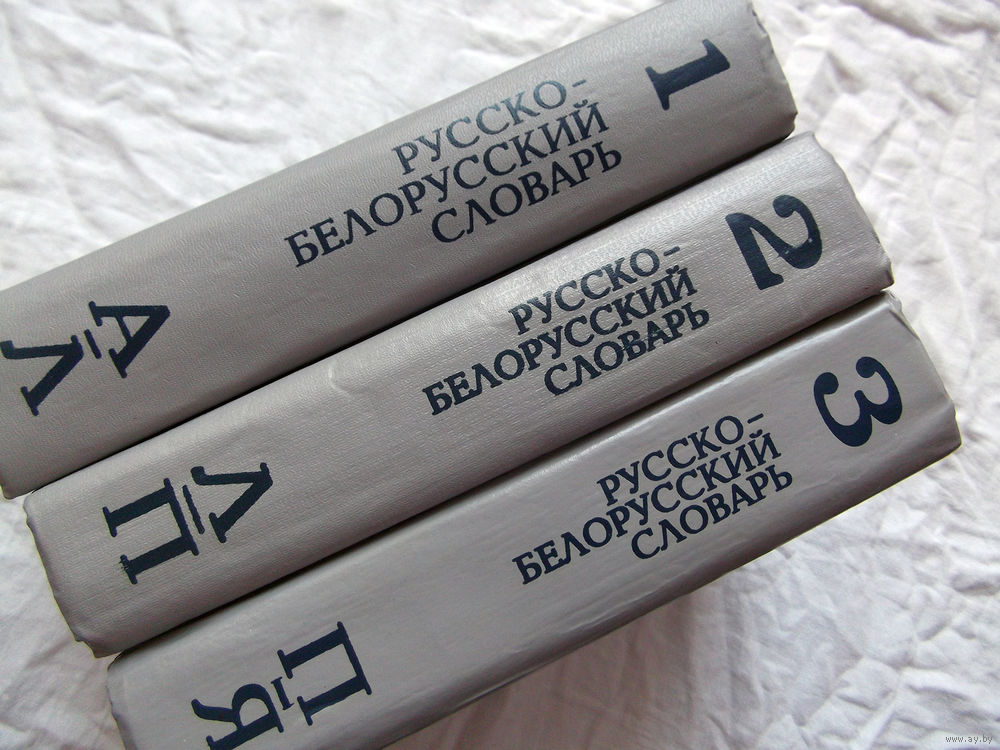 1
РУССКО-
БЕЛОРУССКИЙ
СЛОВАРЬ
А-Л
2
РУССКО-
БЕЛОРУССКИЙ
СЛОВАРЬ
Л-П
3
РУССКО-
БЕЛОРУССКИЙ
СЛОВАРЬ
П-Я
www.ay.by